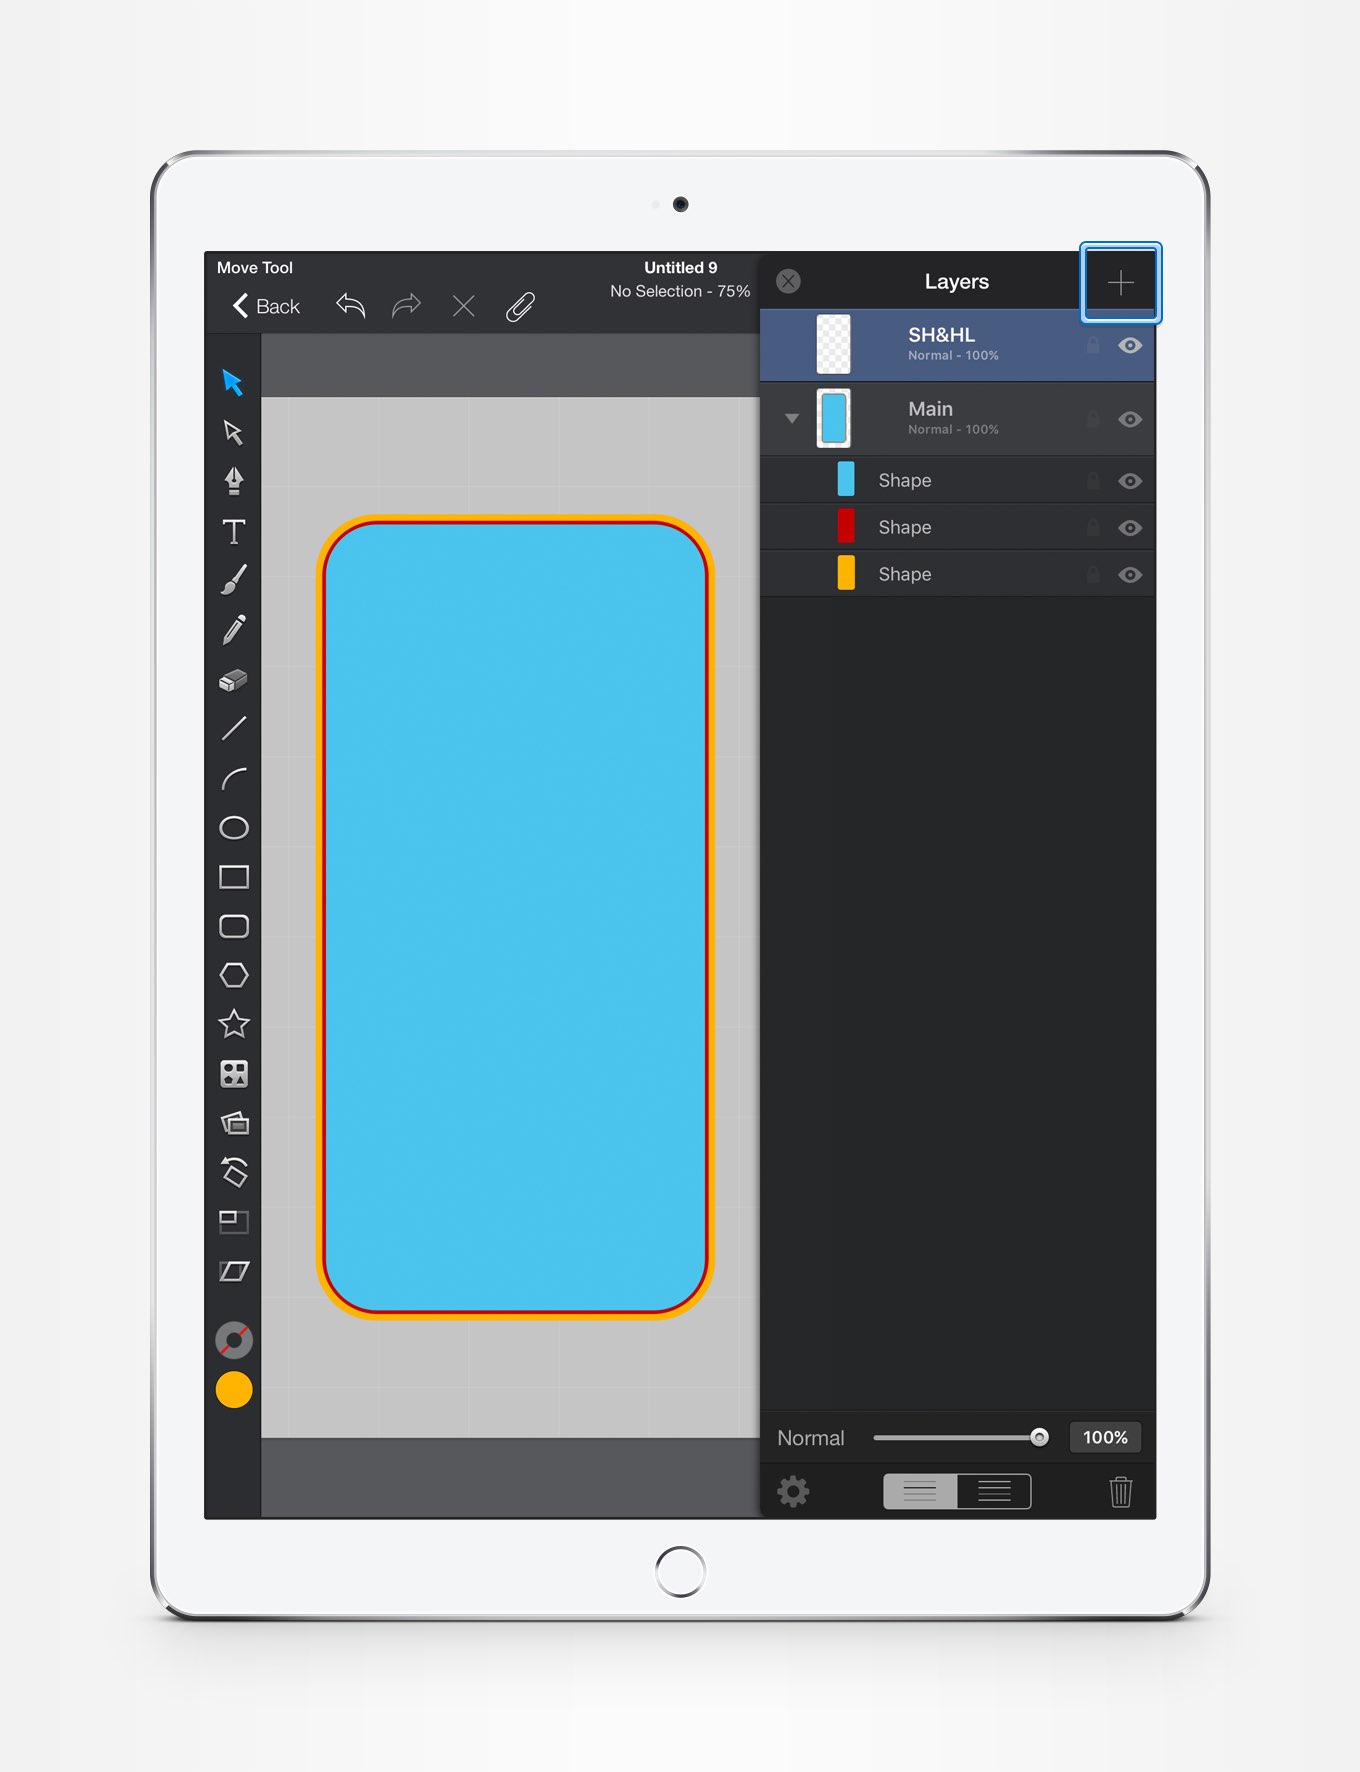 Move Tool
Untitled 9
No Selection - 75%
Back
Layers
SH&HL
Normal - 100%
Main
Normal - 100%
Shape
Shape
Shape
Normal
100%